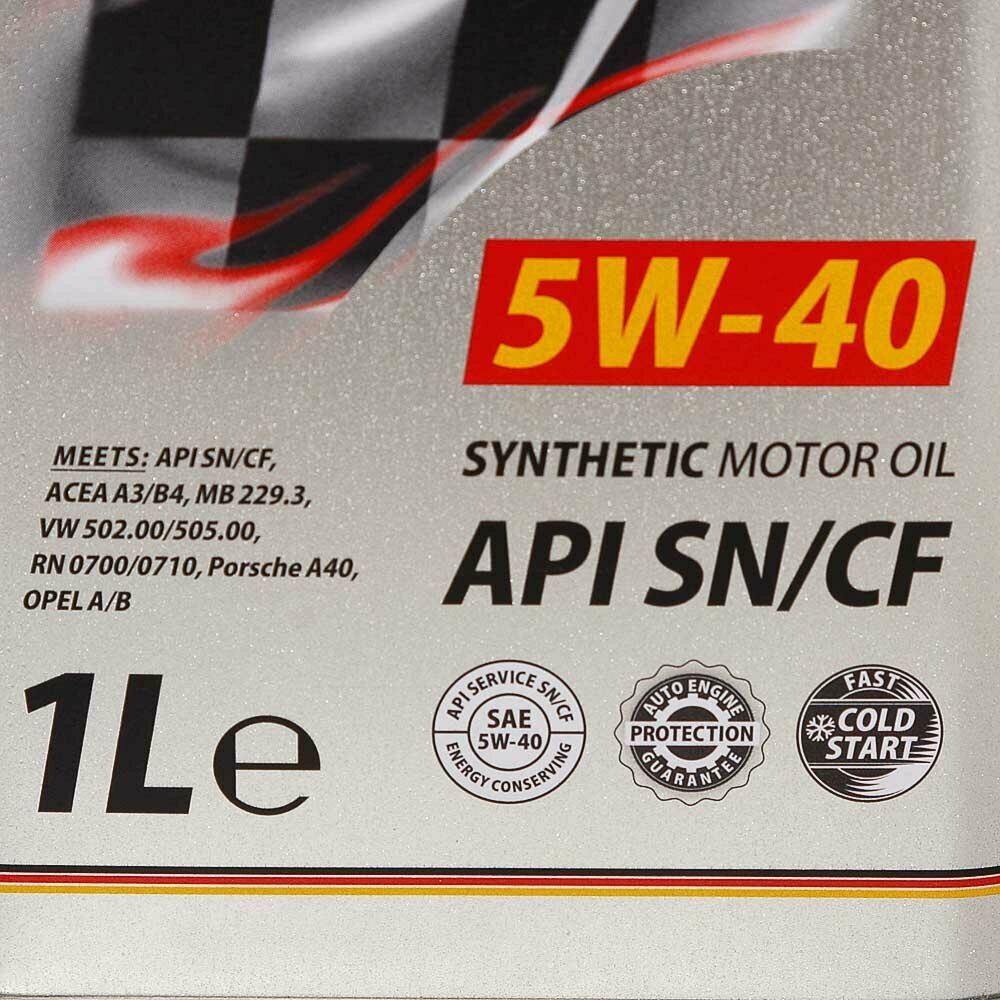 5W-40
SYNTHETIC MOTOR OIL
API SN/CF
MEETS: API SN/CF,
ACEA A3/B4, MB 229.3,
VW 502.00/505.00,
RN 0700/0710, Porsche A40,
OPEL A/B
1L e
API SERVICE SN/CF
SAE
5W-40
ENERGY CONSERVING
AUTO ENGINE
PROTECTION
GUARANTEE
FAST
COLD
START